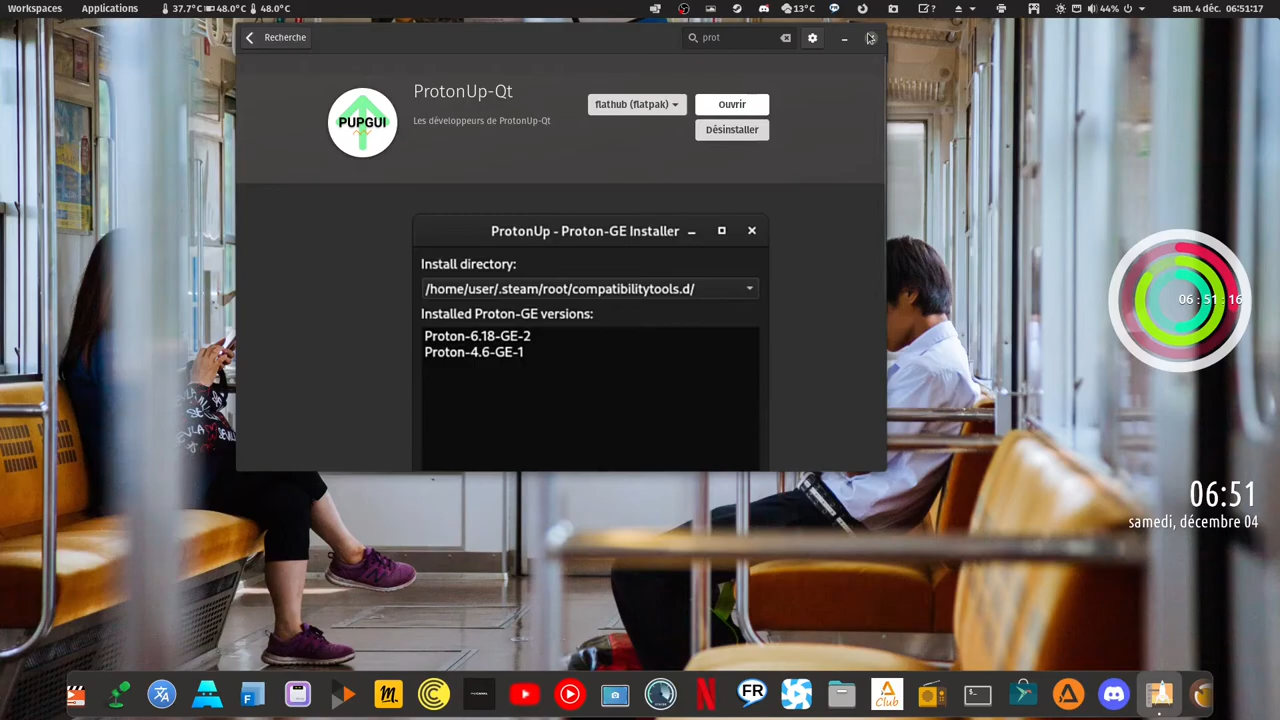 Workspaces Applications 37.7°C 48.0°C 48.0°C 13°C 44% sam. 4 déc. 06:51:17
Recherche prot
ProtonUp-Qt
Les développeurs de ProtonUp-Qt
flathub (flatpak) Ouvrir
Désinstaller
PUPGUI
ProtonUp - Proton-GE Installer
Install directory:
/home/user/.steam/root/compatibilitytools.d/
Installed Proton-GE versions:
Proton-6.18-GE-2
Proton-4.6-GE-1
06 : 51 : 16
06:51
samedi, décembre 04
FR
Club